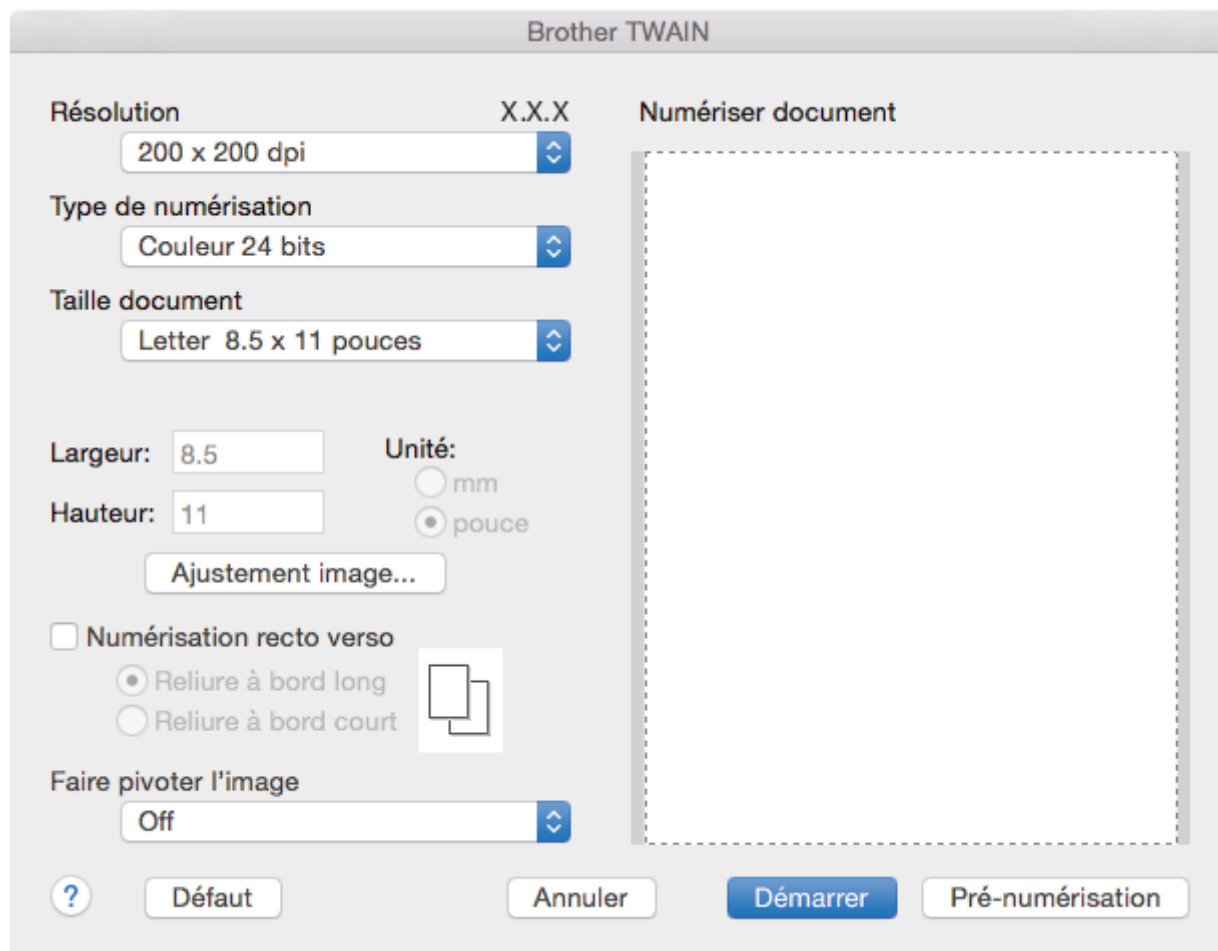 Brother TWAIN
Résolution X.X.X
200 x 200 dpi
Type de numérisation
Couleur 24 bits
Taille document
Letter 8.5 x 11 pouces
Largeur: 8.5
Hauteur: 11
Unité:
mm
pouce
Ajustement image...
Numérisation recto verso
Reliure à bord long
Reliure à bord court
Faire pivoter l'image
Off
Numériser document
? Défaut Annuler Démarrer Pré-numérisation